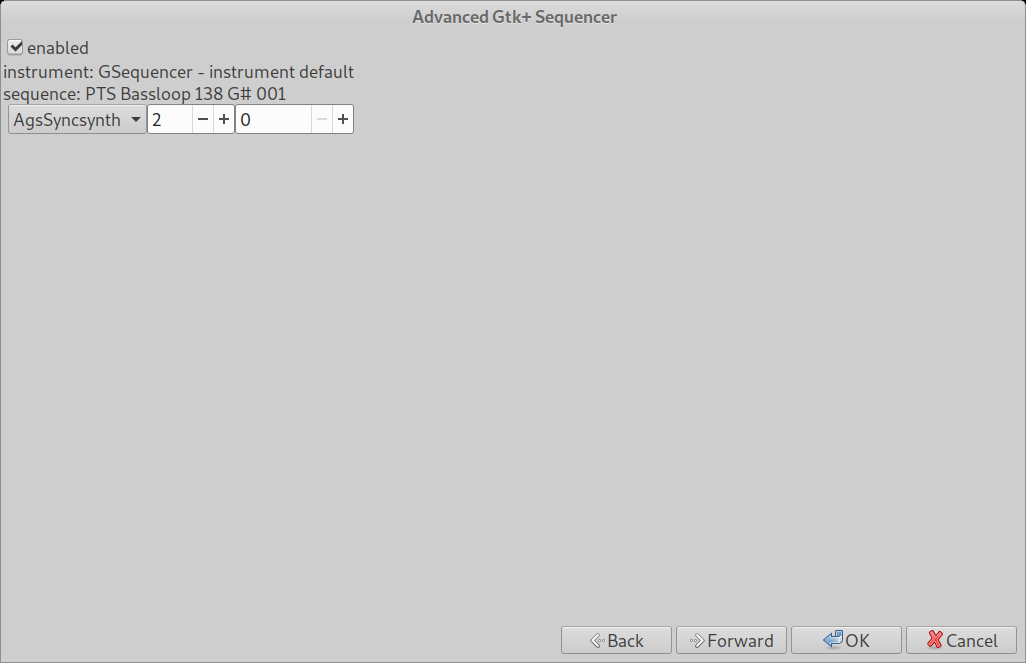 Advanced Gtk+ Sequencer
enabled
instrument: GSequencer - instrument default
sequence: PTS Bassloop 138 G# 001
AgsSyncsynth 2 − + 0 − +
Back Forward OK Cancel